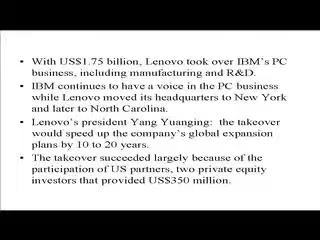 • With US$1.75 billion, Lenovo took over IBM's PC
business, including manufacturing and R&D.
• IBM continues to have a voice in the PC business
while Lenovo moved its headquarters to New York
and later to North Carolina.
• Lenovo's president Yang Yuanging:  the takeover
would speed up the company's global expansion
plans by 10 to 20 years.
• The takeover succeeded largely because of the
participation of US partners, two private equity
investors that provided US$350 million.